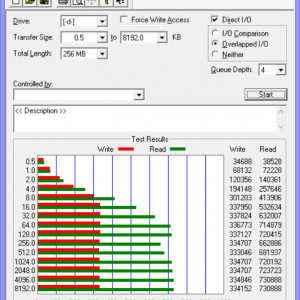 Drive: [-d-] Force Write Access Direct I/O
Transfer Size: 0.5 to 8192.0 KB I/O Comparison
Overlapped I/O
Total Length: 256 MB Neither
Queue Depth: 4
Controlled by:
Start
<< Description >>
Test Results
Write Read Write Read
0.5 34688 38528
1.0 68132 72228
2.0 120356 140361
4.0 194148 257646
8.0 301203 413906
16.0 337950 532634
32.0 337824 632007
64.0 336773 714879
128.0 337127 720415
256.0 334707 662886
512.0 333046 681937
1024.0 334707 720192
2048.0 334707 723723
4096.0 334846 730888
8192.0 334152 730888